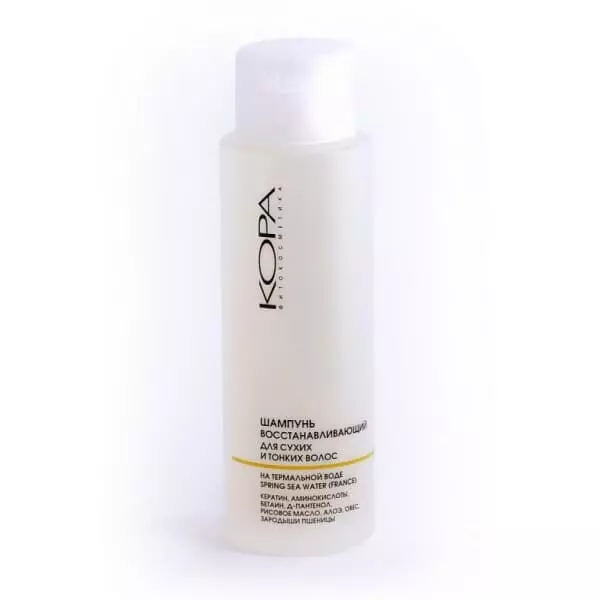 КОРА
ФИТОКОСМЕТИКА
ШАМПУНЬ
ВОССТАНАВЛИВАЮЩИЙ
ДЛЯ СУХИХ
И ТОНКИХ ВОЛОС
НА ТЕРМАЛЬНОЙ ВОДЕ
SPRING SEA WATER (FRANCE)
КЕРАТИН, АМИНОКИСЛОТЫ,
БЕТАИН, Д-ПАНТЕНОЛ,
РИСОВОЕ МАСЛО, АЛОЭ, ОВЕС,
ЗАРОДЫШИ ПШЕНИЦЫ